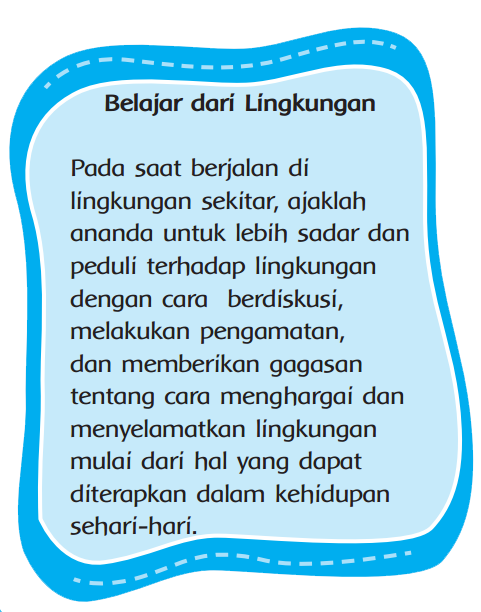 Belajar dari Lingkungan
Pada saat berjalan di
lingkungan sekitar, ajaklah
ananda untuk lebih sadar dan
peduli terhadap lingkungan
dengan cara berdiskusi,
melakukan pengamatan,
dan memberikan gagasan
tentang cara menghargai dan
menyelamatkan lingkungan
mulai dari hal yang dapat
diterapkan dalam kehidupan
sehari-hari.